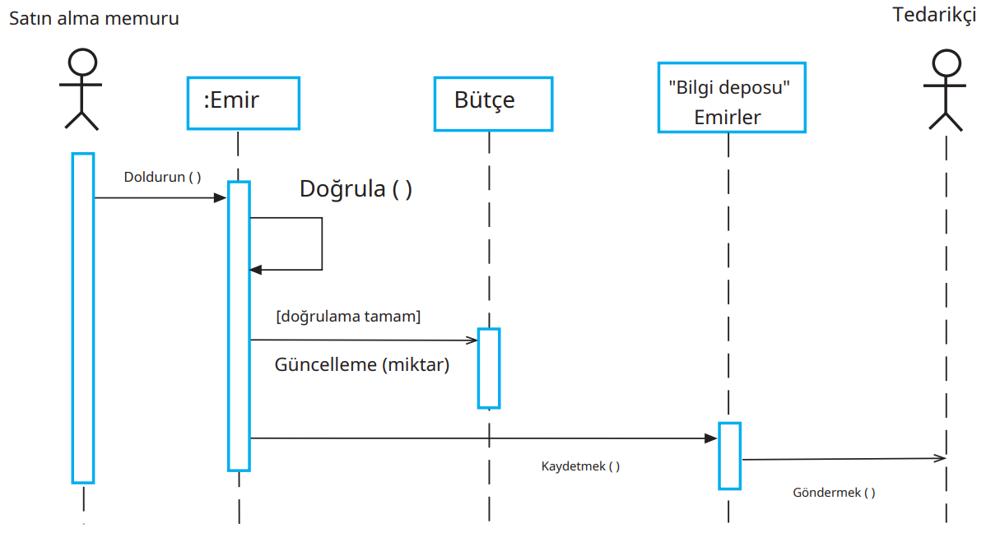 Satın alma memuru
Tedarikçi
:Emir
Bütçe
"Bilgi deposu"
Emirler
Doldurun ( )
Doğrula ( )
[doğrulama tamam]
Güncelleme (miktar)
Kaydetmek ( )
Göndermek ( )